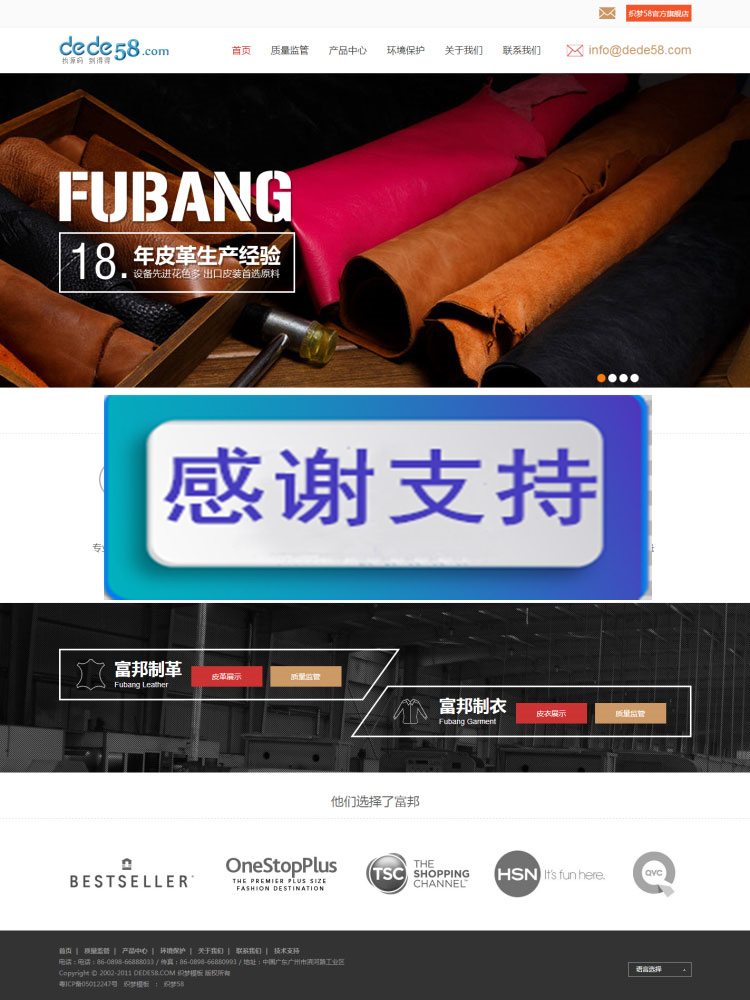 织梦58官方旗舰店
dede58.com
找源码 到得得
首页 质量监管 产品中心 环境保护 关于我们 联系我们
info@dede58.com
FUBANG
18.年皮革生产经验
设备先进花色多 出口皮装首选原料
感谢支持
富邦制革
Fubang Leather
皮革展示 质量监管
富邦制衣
Fubang Garment
皮衣展示 质量监管
他们选择了富邦
BESTSELLER
OneStopPlus
THE PREMIER PLUS SIZE
FASHION DESTINATION
TSC THE
SHOPPING
CHANNEL™
HSN It's fun here.
QVC
首页 | 质量监管 | 产品中心 | 环境保护 | 关于我们 | 联系我们 | 技术支持
电话：电话：86-0898-66888033 / 传真：86-0898-66880993 / 地址：中国广东广州市滨河路工业区
Copyright © 2002-2011 DEDE58.COM 织梦模板 版权所有
粤ICP备05012247号 织梦模板 : 织梦58
语言选择